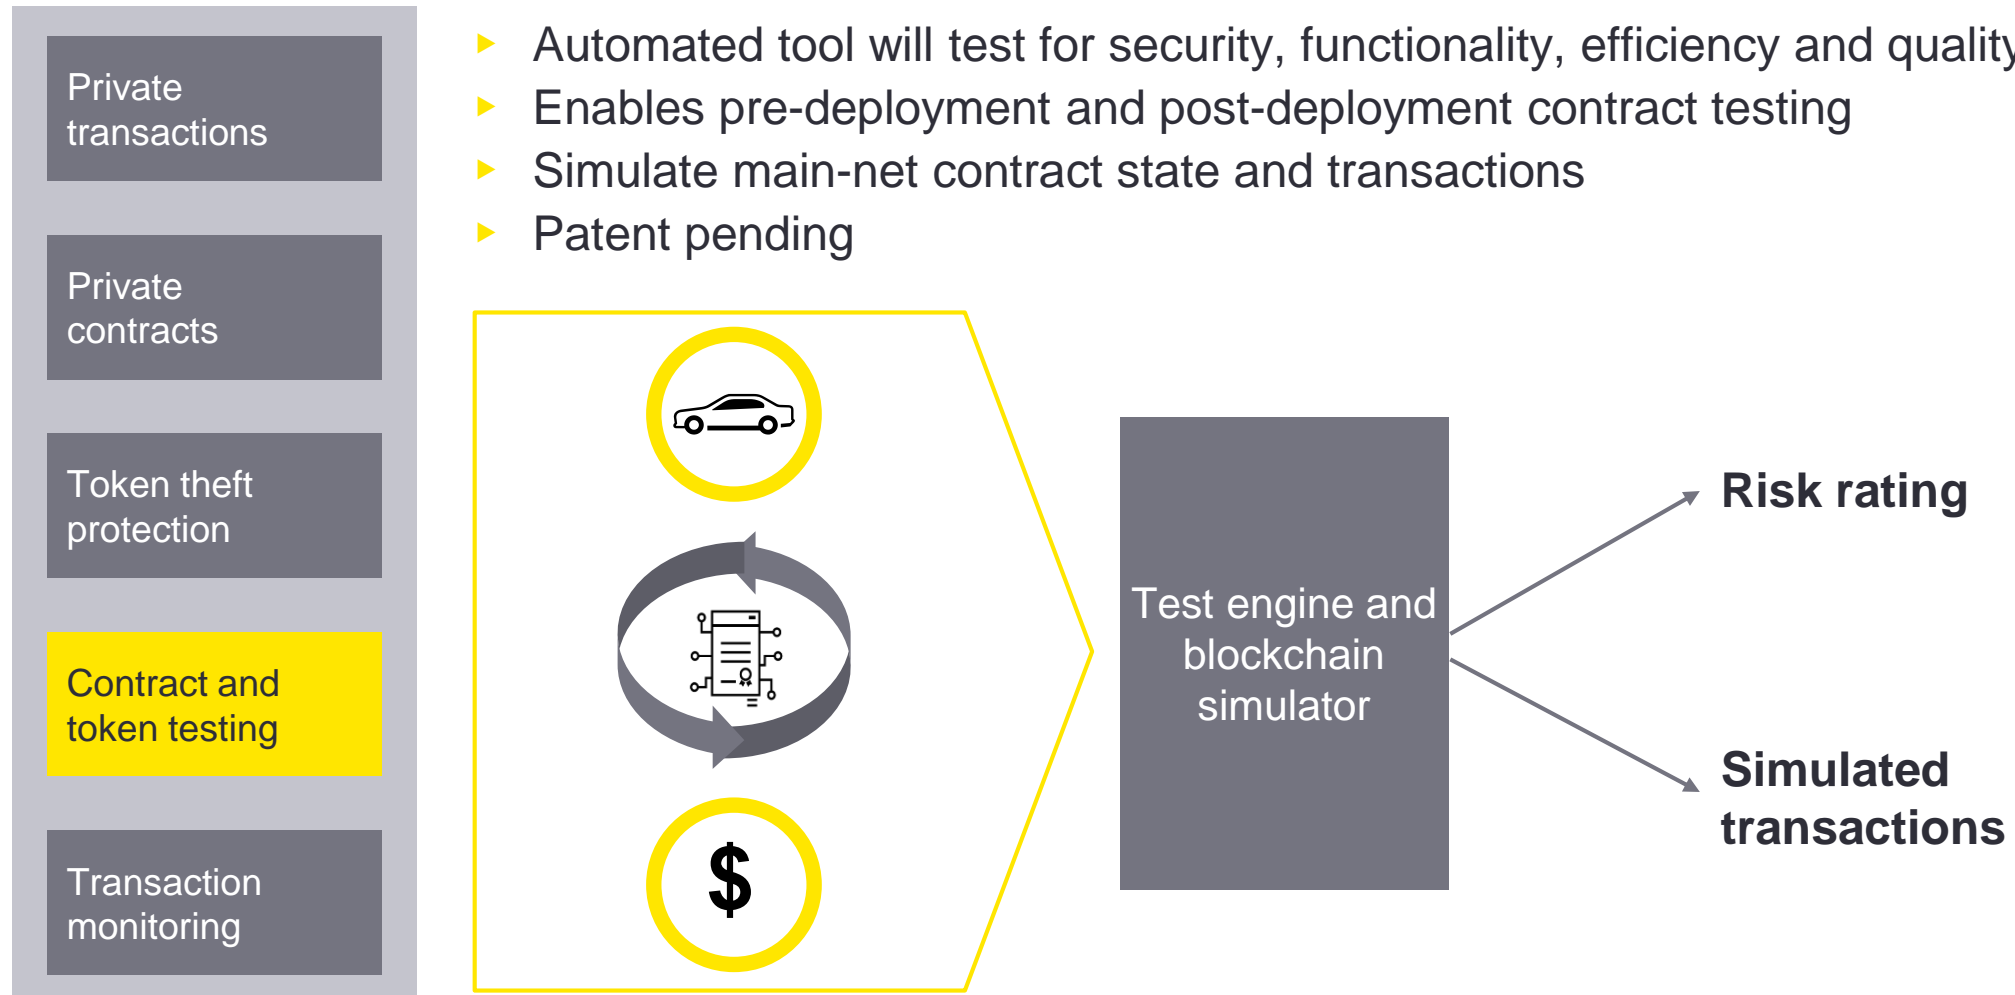 Private
transactions
Private
contracts
Token theft
protection
Contract and
token testing
Transaction
monitoring
Automated tool will test for security, functionality, efficiency and quality
Enables pre-deployment and post-deployment contract testing
Simulate main-net contract state and transactions
Patent pending
$
Test engine and
blockchain
simulator
Risk rating
Simulated
transactions